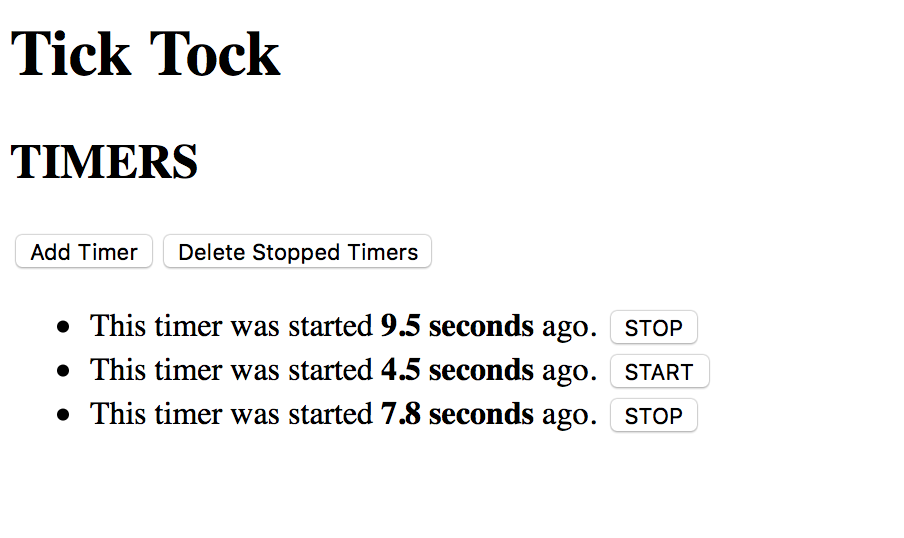 Tick Tock
TIMERS
Add Timer Delete Stopped Timers
This timer was started 9.5 seconds ago. STOP
This timer was started 4.5 seconds ago. START
This timer was started 7.8 seconds ago. STOP